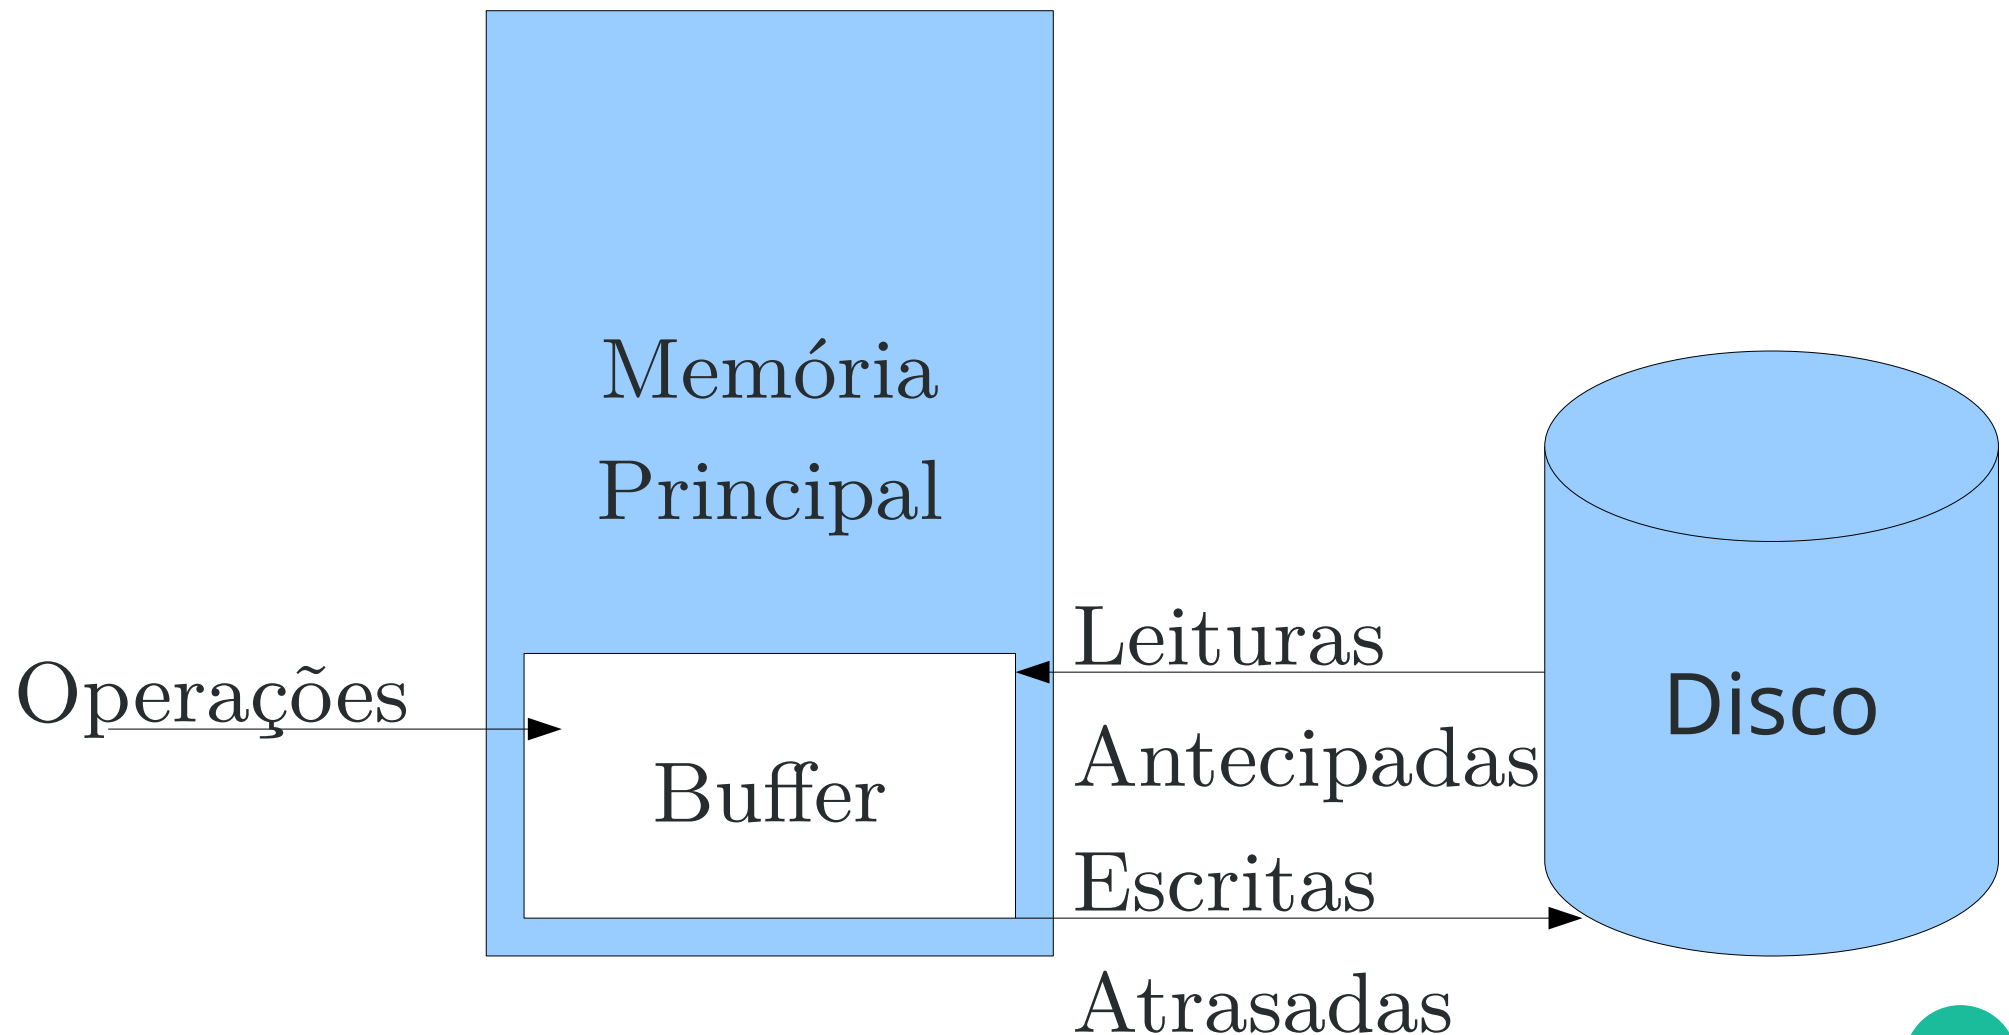 Memória
Principal
Operações
Buffer
Leituras
Antecipadas
Escritas
Atrasadas
Disco